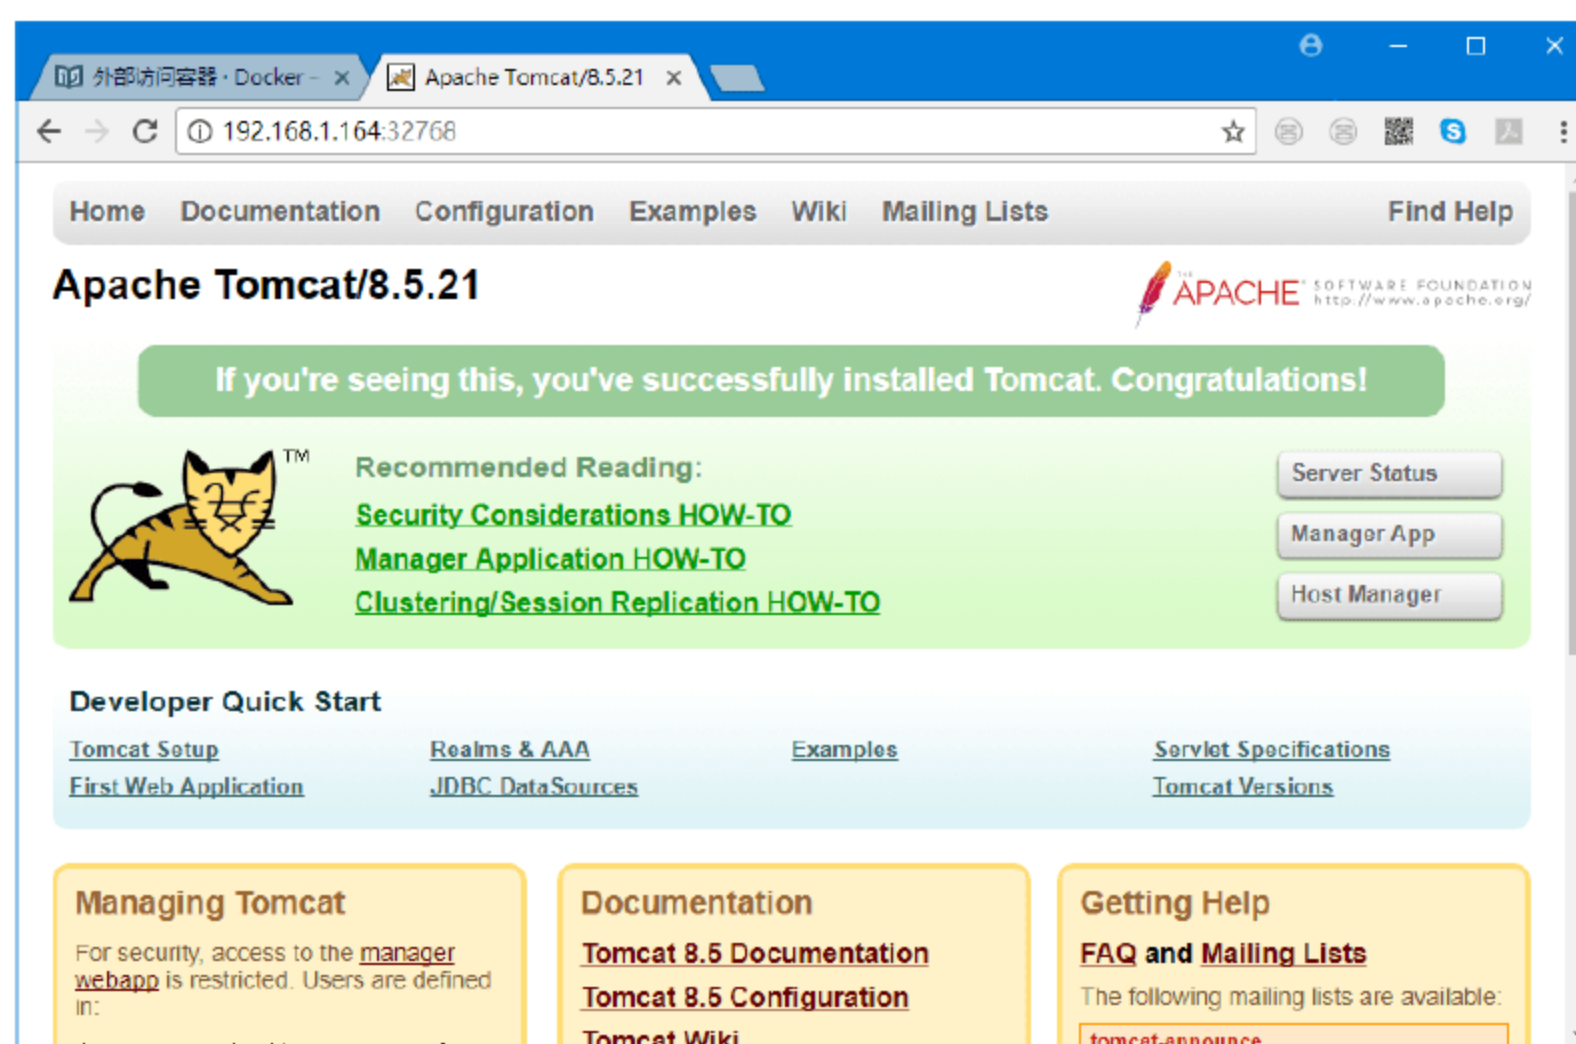 外部访问容器 · Docker –
Apache Tomcat/8.5.21
192.168.1.164:32768
Home Documentation Configuration Examples Wiki Mailing Lists Find Help
Apache Tomcat/8.5.21
THE
APACHE SOFTWARE FOUNDATION
http://www.apache.org/
If you're seeing this, you've successfully installed Tomcat. Congratulations!
TM
Recommended Reading:
Security Considerations HOW-TO
Manager Application HOW-TO
Clustering/Session Replication HOW-TO
Server Status
Manager App
Host Manager
Developer Quick Start
Tomcat Setup
First Web Application
Realms & AAA
JDBC DataSources
Examples
Servlet Specifications
Tomcat Versions
Managing Tomcat
For security, access to the manager
webapp is restricted. Users are defined
in:
Documentation
Tomcat 8.5 Documentation
Tomcat 8.5 Configuration
Tomcat Wiki
Getting Help
FAQ and Mailing Lists
The following mailing lists are available:
tomcat-announce